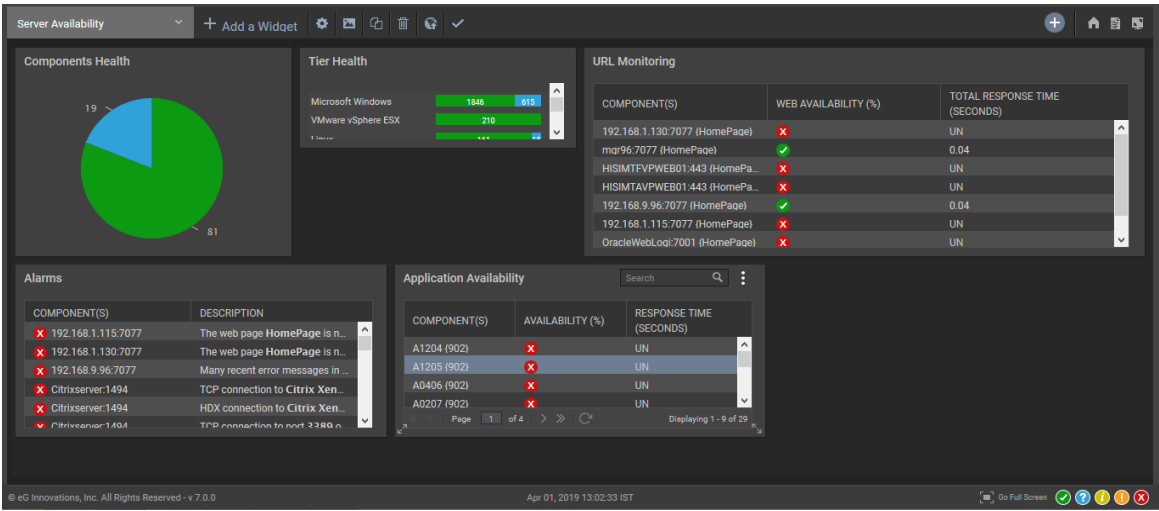 Server Availability
Add a Widget
Components Health
19
81
Tier Health
Microsoft Windows 1846 615
VMware vSphere ESX 210
URL Monitoring
COMPONENT(S) WEB AVAILABILITY (%) TOTAL RESPONSE TIME
(SECONDS)
192.168.1.130:7077 {HomePage} UN
mgr96:7077 {HomePage} 0.04
HISIMTFVPWEB01:443 {HomePa... UN
HISIMTAVPWEB01:443 {HomePa... UN
192.168.9.96:7077 {HomePage} 0.04
192.168.1.115:7077 {HomePage} UN
OracleWebLogi:7001 {HomePage} UN
Alarms
COMPONENT(S) DESCRIPTION
192.168.1.115:7077 The web page HomePage is n...
192.168.1.130:7077 The web page HomePage is n...
192.168.9.96:7077 Many recent error messages in ...
Citrixserver:1494 TCP connection to Citrix Xen...
Citrixserver:1494 HDX connection to Citrix Xen...
Citrixserver:1494 TCP connection to port 3389 o
Application Availability
Search
COMPONENT(S) AVAILABILITY (%) RESPONSE TIME
(SECONDS)
A1204 {902} UN
A1205 {902} UN
A0406 {902} UN
A0207 {902} UN
Page 1 of 4 Displaying 1 - 9 of 29
© eG Innovations, Inc. All Rights Reserved - v 7.0.0
Apr 01, 2019 13:02:33 IST
Go Full Screen